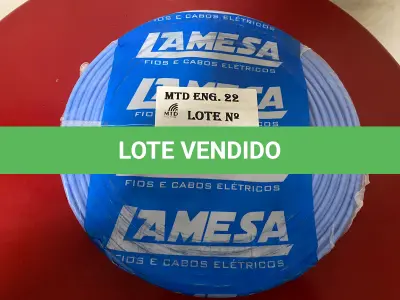 LAMESA
FIOS E CABOS ELÉTRICOS
MTD ENG. 22
MTD
LOTE Nº
LOTE VENDIDO
FIOS E CABOS ELÉTRICOS
LAMESA
FIOS E CABOS ELÉTRICOS